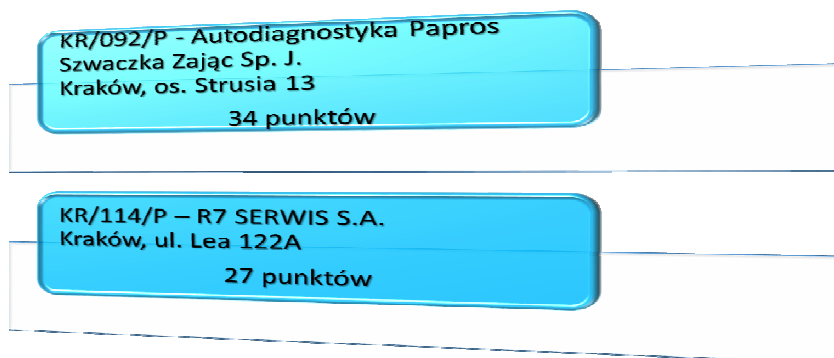 KR/092/P - Autodiagnostyka Papros
Szwaczka Zając Sp. J.
Kraków, os. Strusia 13
34 punktów
KR/114/P – R7 SERWIS S.A.
Kraków, ul. Lea 122A
27 punktów